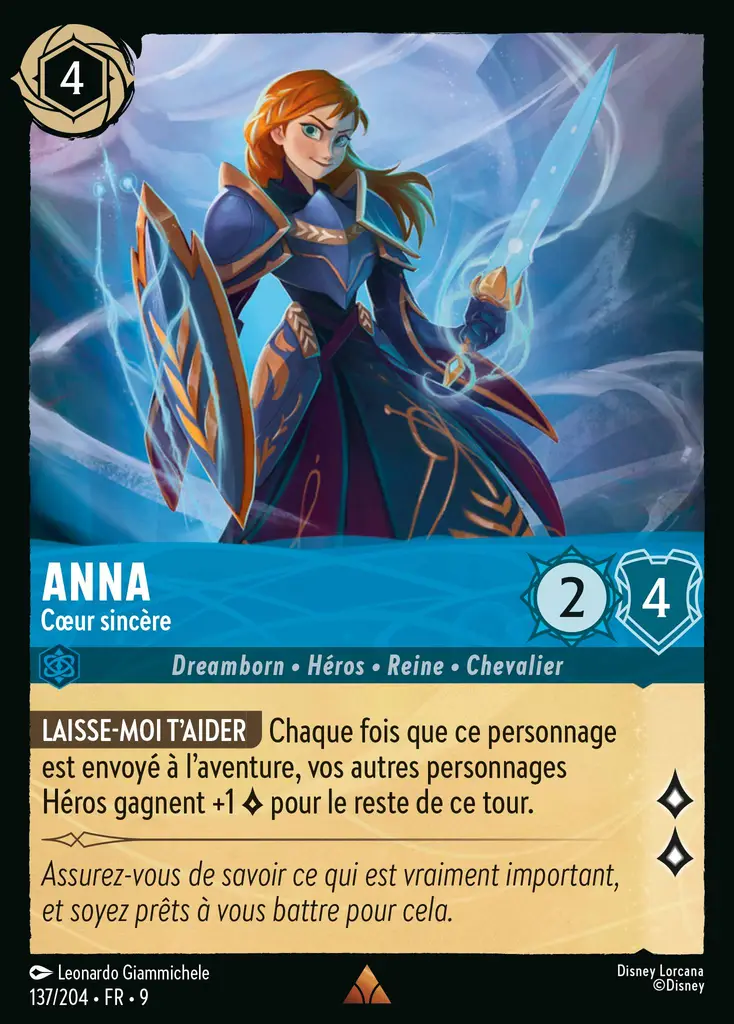 4
ANNA
Cœur sincère
2
4
Dreamborn • Héros • Reine • Chevalier
LAISSE-MOI T'AIDER Chaque fois que ce personnage
est envoyé à l'aventure, vos autres personnages
Héros gagnent +1 pour le reste de ce tour.
Assurez-vous de savoir ce qui est vraiment important,
et soyez prêts à vous battre pour cela.
Leonardo Giammichele
137/204 • FR • 9
Disney Lorcana
©Disney